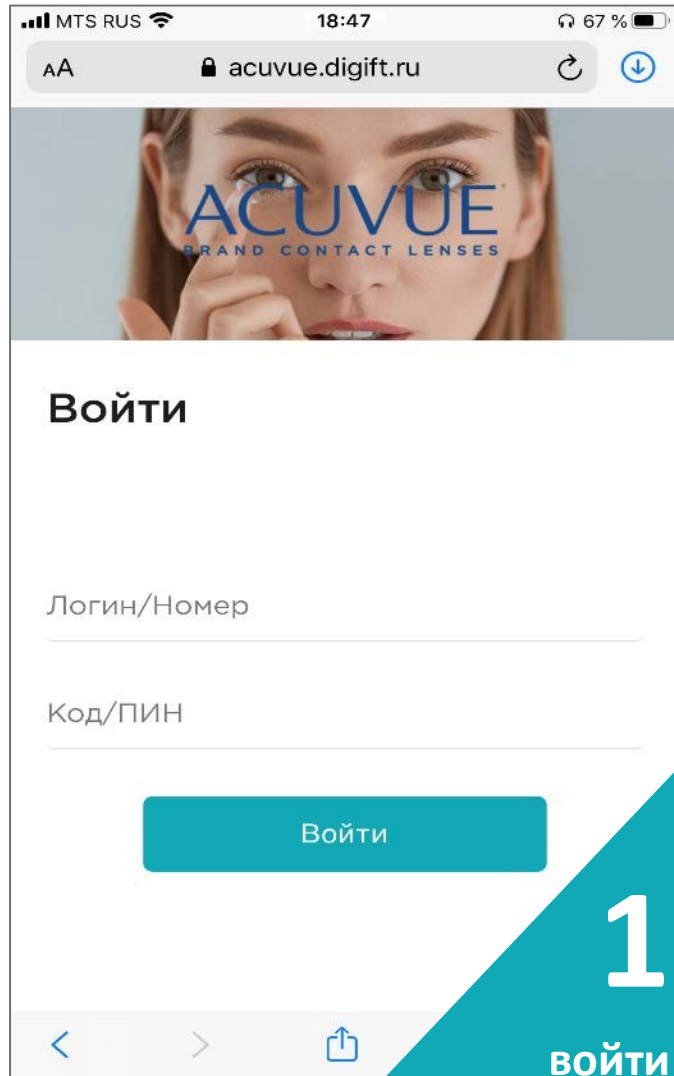 MTS RUS 18:47 67 %
AA acuvue.digift.ru
ACUVUE
BRAND CONTACT LENSES
Войти
Логин/Номер
Код/ПИН
Войти
1
войти